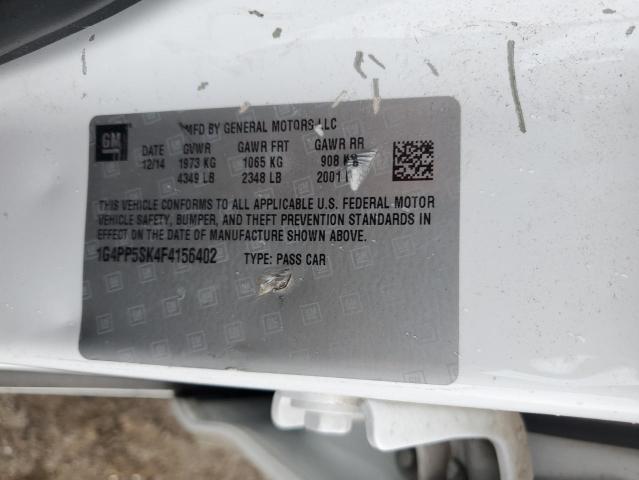 GM
MFD BY GENERAL MOTORS LLC
DATE GVWR GAWR FRT GAWR RR
12/14 1973 KG 1065 KG 908 KG
4349 LB 2348 LB 2001
THIS VEHICLE CONFORMS TO ALL APPLICABLE U.S. FEDERAL MOTOR
VEHICLE SAFETY, BUMPER, AND THEFT PREVENTION STANDARDS IN
EFFECT ON THE DATE OF MANUFACTURE SHOWN ABOVE.
1G4PP5SK4F4156402 TYPE: PASS CAR